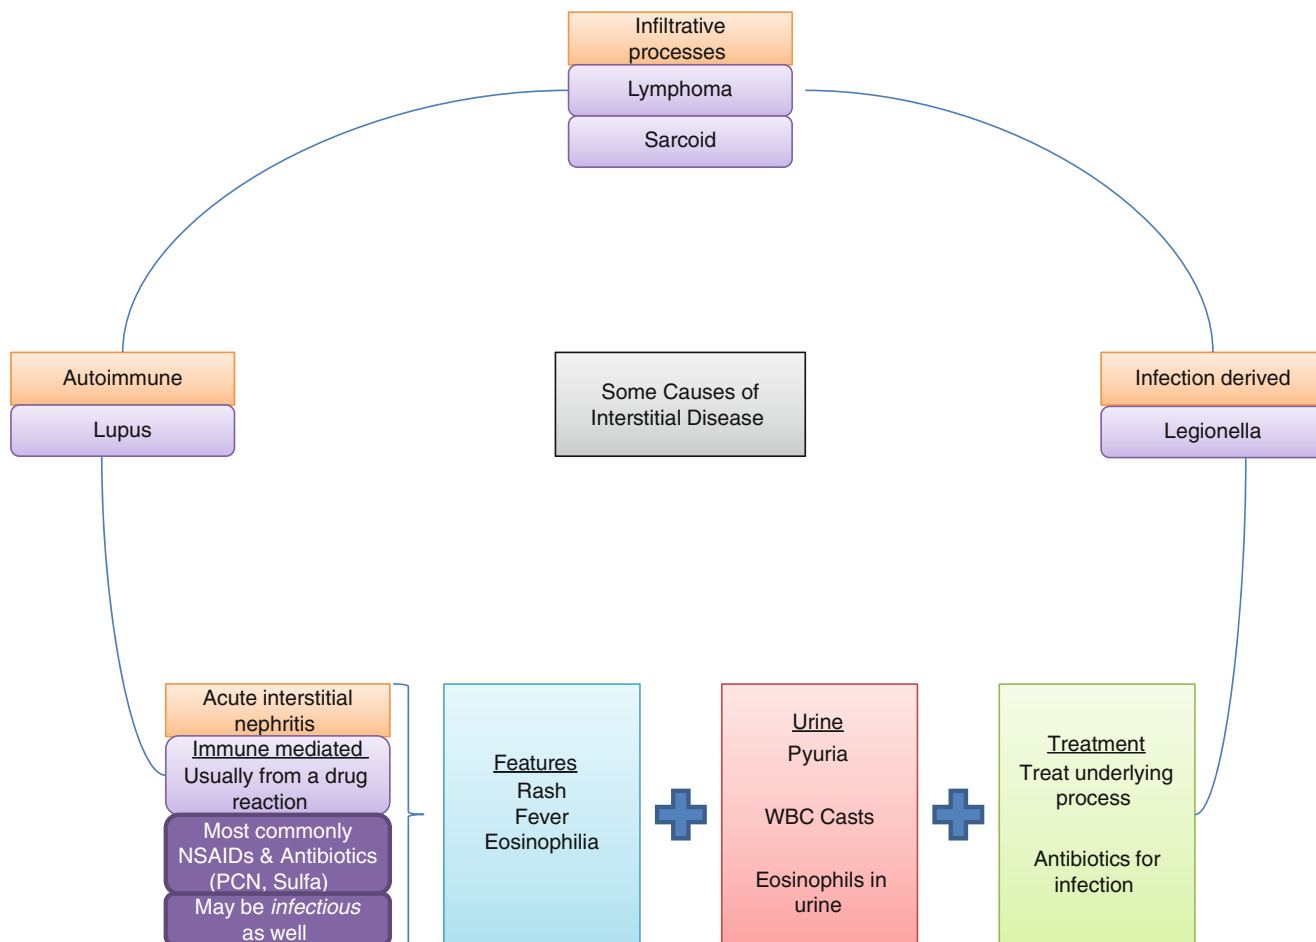 Infiltrative
processes
Lymphoma
Sarcoid
Autoimmune
Lupus
Some Causes of
Interstitial Disease
Infection derived
Legionella
Acute interstitial
nephritis
Immune mediated
Usually from a drug
reaction
Most commonly
NSAIDs & Antibiotics
(PCN, Sulfa)
May be infectious
as well
Features
Rash
Fever
Eosinophilia
Urine
Pyuria
WBC Casts
Eosinophils in
urine
Treatment
Treat underlying
process
Antibiotics for
infection